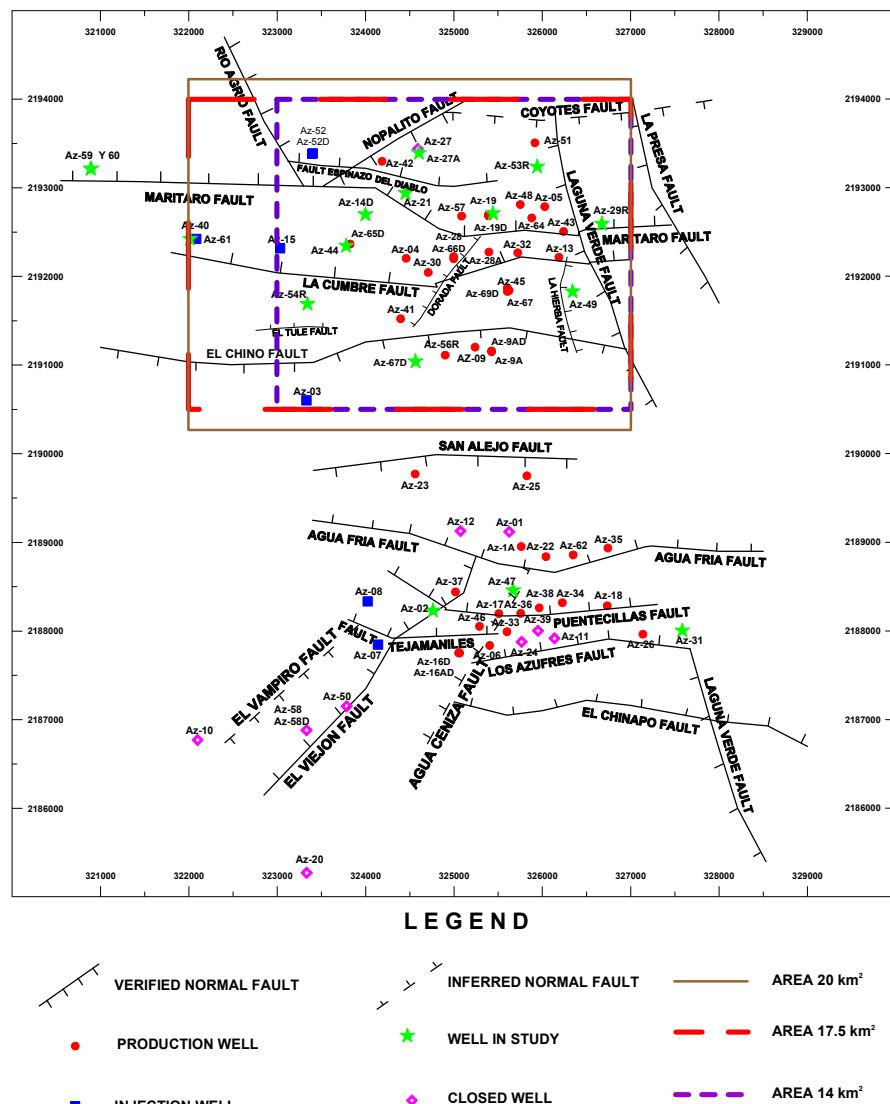 321000 322000 323000 324000 325000 326000 327000 328000 329000
2194000 2194000
2193000 2193000
2192000 2192000
2191000 2191000
2190000 2190000
2189000 2189000
2188000 2188000
2187000 2187000
2186000 2186000
RIO AGRIO FAULT
NOPALITO FAULT
COYOTES FAULT
LA PRESA FAULT
Az-52
Az-52D
Az-27
Az-27A
Az-51
Az-59 Y 60
Az-42
Az-53R
FAULT ESPINAZO DEL DIABLO
MARITARO FAULT
LAGUNA VERDE FAULT
Az-14D
Az-21
Az-57
Az-19
Az-48
Az-05
Az-29R
Az-40
Az-61
Az-15
Az-65D
Az-44
Az-19D
Az-64
Az-43
MARITARO FAULT
Az-04
Az-28
Az-66D
Az-32
Az-13
Az-30
Az-28A
LA CUMBRE FAULT
DORADA FAULT
LA HIERBA FAULT
Az-54R
Az-45
Az-69D
Az-67
Az-49
Az-41
EL TULE FAULT
EL CHINO FAULT
Az-56R
Az-9AD
Az-67D
AZ-09
Az-9A
Az-03
SAN ALEJO FAULT
Az-23
Az-25
Az-12
Az-01
AGUA FRIA FAULT
Az-1A
Az-22
Az-62
Az-35
AGUA FRIA FAULT
Az-08
Az-37
Az-47
Az-02
Az-17
Az-36
Az-38
Az-34
Az-18
Az-46
Az-33
Az-39
PUENTECILLAS FAULT
FAULT
Az-07
TEJAMANILES
Az-11
Az-26
Az-31
Az-16D
Az-16AD
Az-06
Az-24
LOS AZUFRES FAULT
EL VAMPIRO FAULT
Az-50
Az-58
Az-58D
Az-10
EL VIEJON FAULT
AGUA CENIZA FAULT
EL CHINAPO FAULT
LAGUNA VERDE FAULT
Az-20
LEGEND
VERIFIED NORMAL FAULT
INFERRED NORMAL FAULT
AREA 20 km²
PRODUCTION WELL
WELL IN STUDY
AREA 17.5 km²
INJECTION WELL
CLOSED WELL
AREA 14 km²